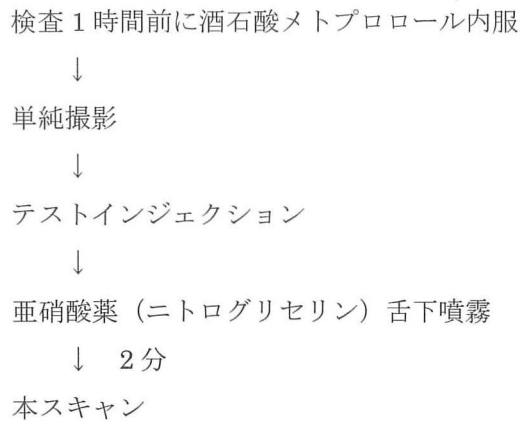 検査1時間前に酒石酸メトプロロール内服
↓
単純撮影
↓
テストインジェクション
↓
亜硝酸薬（ニトログリセリン）舌下噴霧
↓ 2分
本スキャン